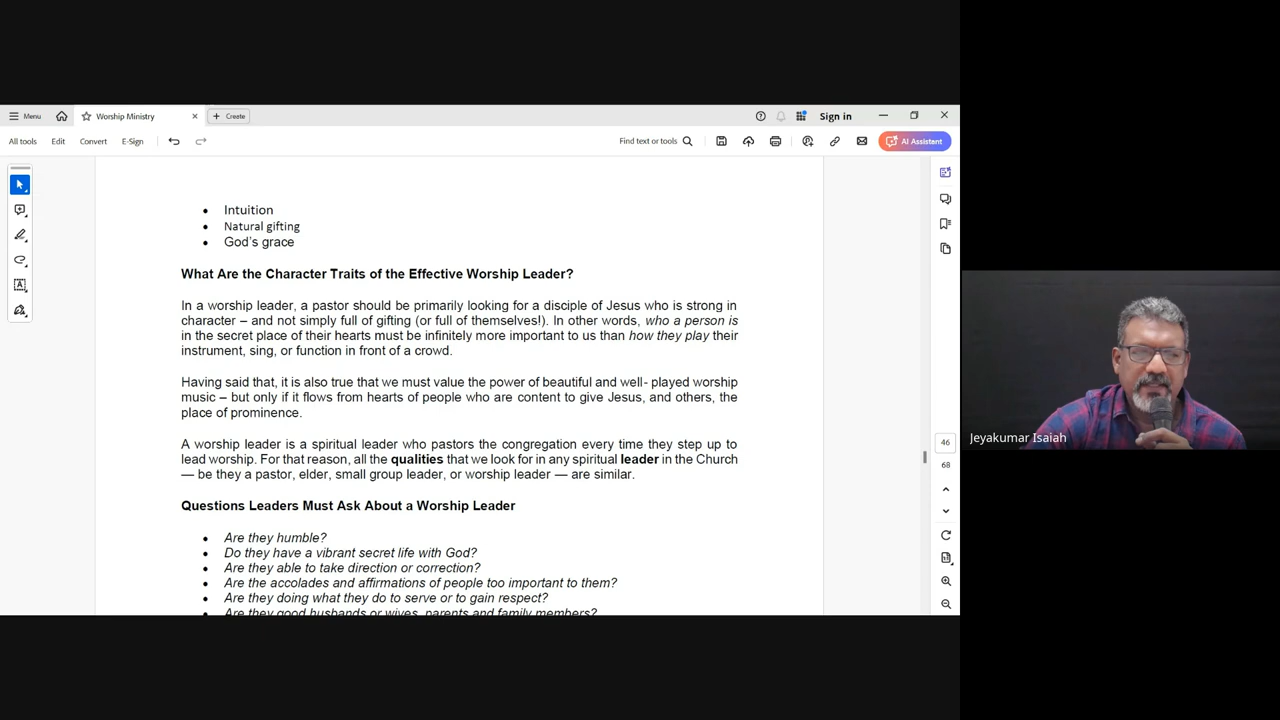 Menu
Worship Ministry
Create
Sign in
All tools
Edit
Convert
E-Sign
Find text or tools
AI Assistant
• Intuition
• Natural gifting
• God's grace
What Are the Character Traits of the Effective Worship Leader?
In a worship leader, a pastor should be primarily looking for a disciple of Jesus who is strong in
character – and not simply full of gifting (or full of themselves!). In other words, who a person is
in the secret place of their hearts must be infinitely more important to us than how they play their
instrument, sing, or function in front of a crowd.
Having said that, it is also true that we must value the power of beautiful and well- played worship
music – but only if it flows from hearts of people who are content to give Jesus, and others, the
place of prominence.
A worship leader is a spiritual leader who pastors the congregation every time they step up to
lead worship. For that reason, all the qualities that we look for in any spiritual leader in the Church
— be they a pastor, elder, small group leader, or worship leader — are similar.
Questions Leaders Must Ask About a Worship Leader
• Are they humble?
• Do they have a vibrant secret life with God?
• Are they able to take direction or correction?
• Are the accolades and affirmations of people too important to them?
• Are they doing what they do to serve or to gain respect?
• Are they good husbands or wives, parents and family members?
46
68
Jeyakumar Isaiah